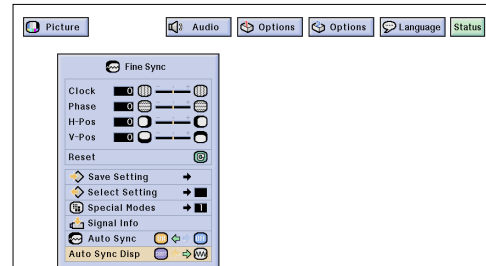 Picture Audio Options Options Language Status
Fine Sync
Clock 0
Phase 0
H-Pos 0
V-Pos 0
Reset
Save Setting
Select Setting
Special Modes 1
Signal Info
Auto Sync
Auto Sync Disp